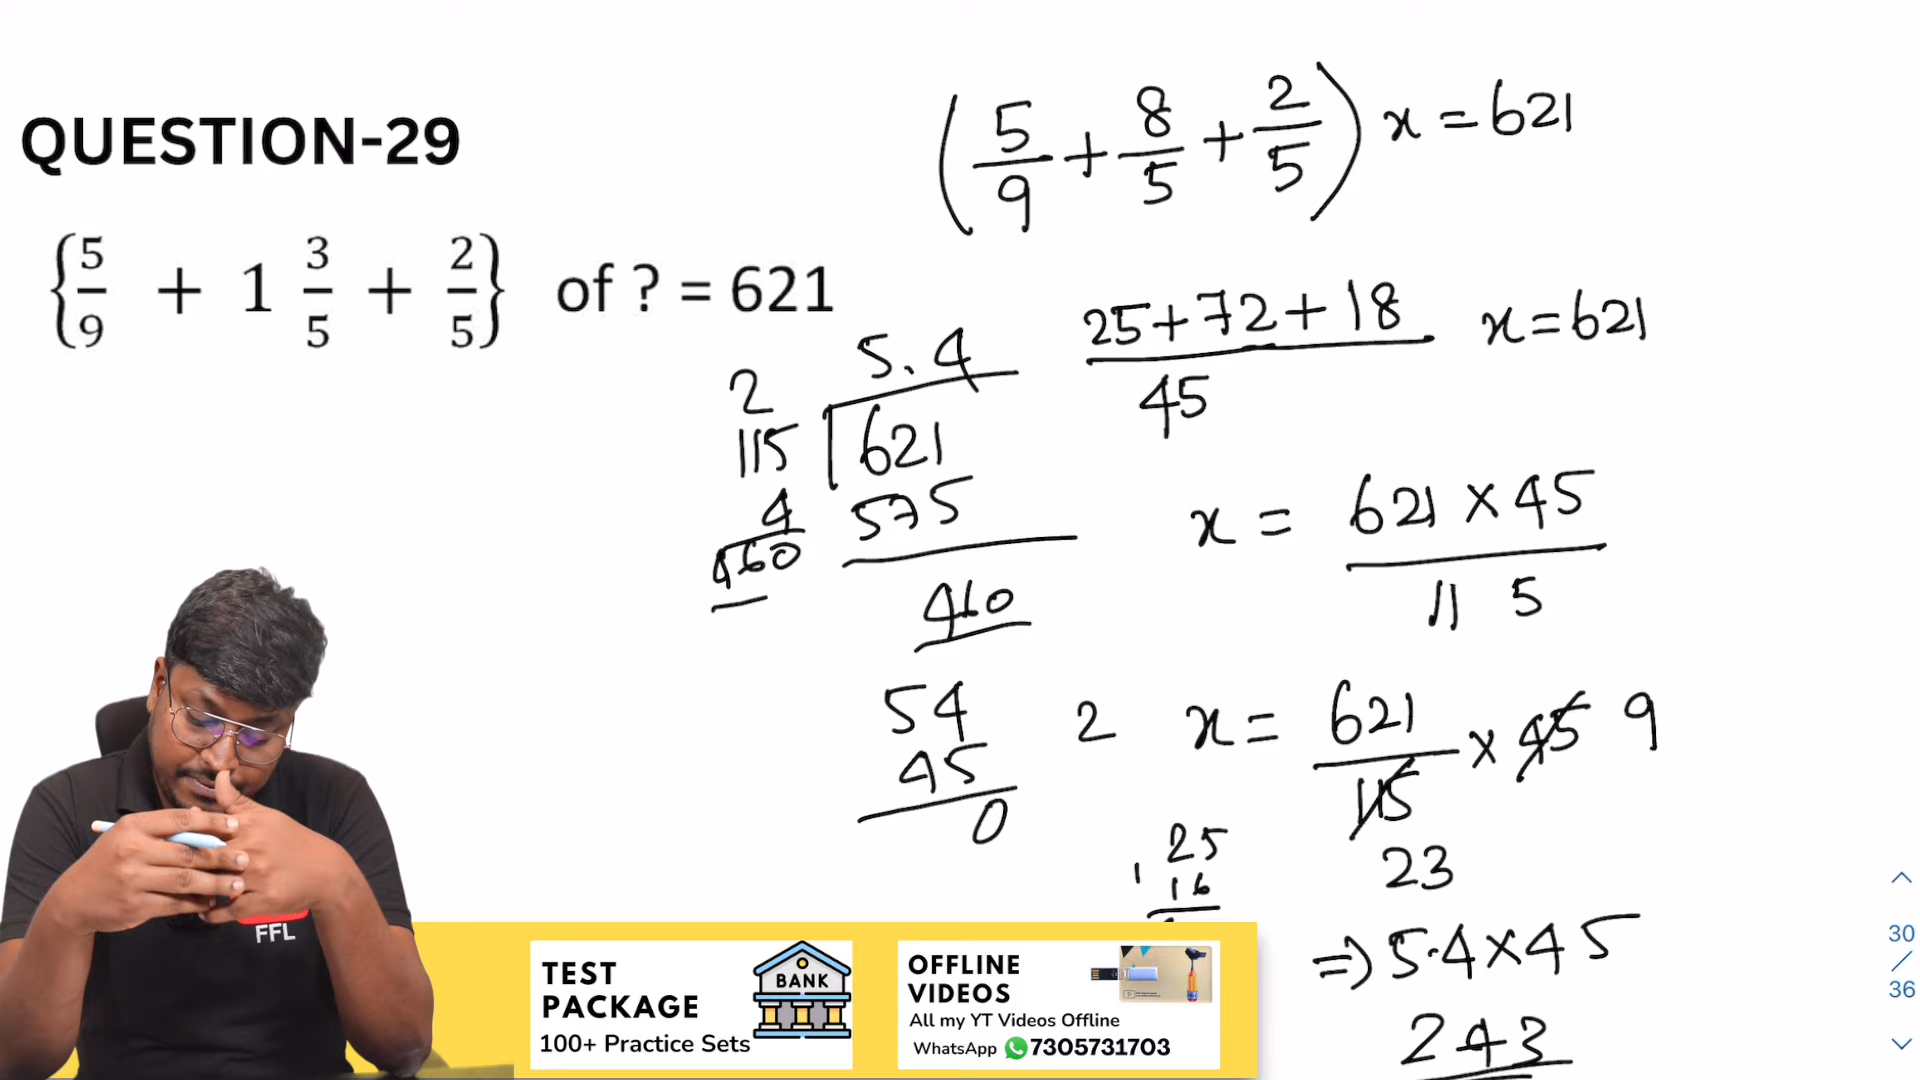 QUESTION-29
{5/9 + 1 3/5 + 2/5} of ? = 621
(5/9 + 8/5 + 2/5) x = 621
25+72+18 / 45 x = 621
x = 621 × 45 / 115
x = 621 / 115 × 45 9
23
⇒ 5.4×45
243
2
5.4
115 621
4 575
460 460
54 2
45
0
25
1 16
FFL
TEST
PACKAGE
100+ Practice Sets
BANK
OFFLINE
VIDEOS
All my YT Videos Offline
WhatsApp 7305731703
30
/
36